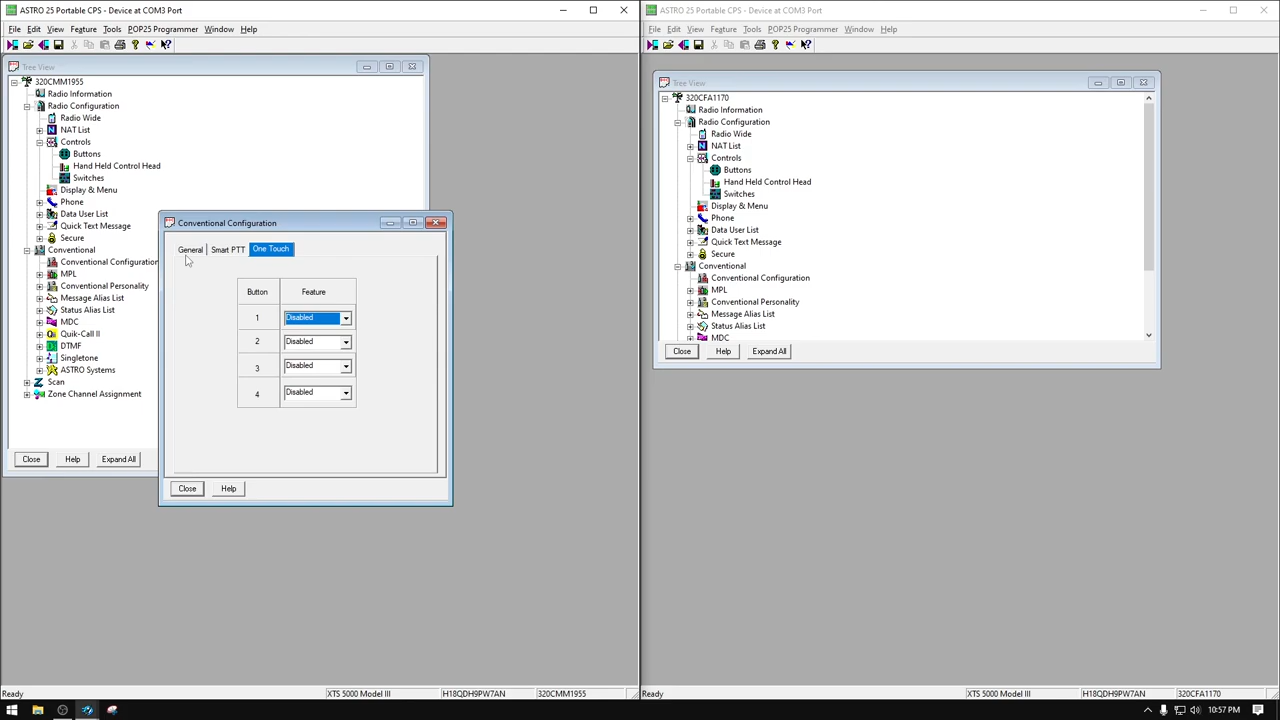 ASTRO 25 Portable CPS - Device at COM3 Port
File Edit View Feature Tools POP25 Programmer Window Help
Tree View
320CMM1955
Radio Information
Radio Configuration
Radio Wide
NAT List
Controls
Buttons
Hand Held Control Head
Switches
Display & Menu
Phone
Data User List
Quick Text Message
Secure
Conventional
Conventional Configuration
MPL
Conventional Personality
Message Alias List
Status Alias List
MDC
Quik-Call II
DTMF
Singletone
ASTRO Systems
Scan
Zone Channel Assignment
Close Help Expand All
Conventional Configuration
General Smart PTT One Touch
Button Feature
1 Disabled
2 Disabled
3 Disabled
4 Disabled
Close Help
Ready XTS 5000 Model III H18QDH9PW7AN 320CMM1955
ASTRO 25 Portable CPS - Device at COM3 Port
File Edit View Feature Tools POP25 Programmer Window Help
Tree View
320CFA1170
Radio Information
Radio Configuration
Radio Wide
NAT List
Controls
Buttons
Hand Held Control Head
Switches
Display & Menu
Phone
Data User List
Quick Text Message
Secure
Conventional
Conventional Configuration
MPL
Conventional Personality
Message Alias List
Status Alias List
MDC
Close Help Expand All
Ready XTS 5000 Model III H18QDH9PW7AN 320CFA1170
10:57 PM